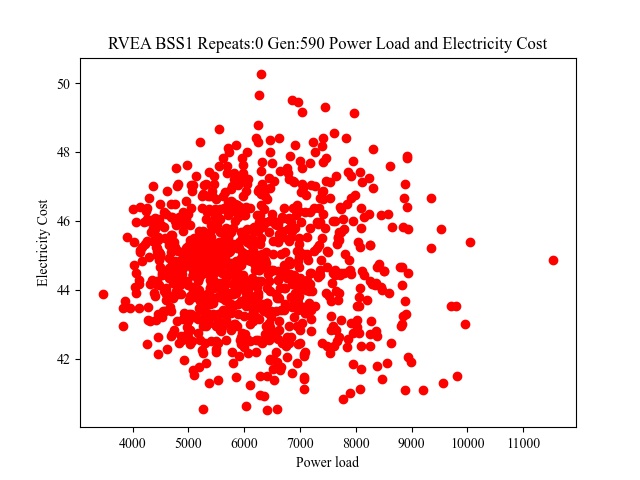 RVEA BSS1 Repeats:0 Gen:590 Power Load and Electricity Cost
50
48
46
44
42
Electricity Cost
4000 5000 6000 7000 8000 9000 10000 11000
Power load